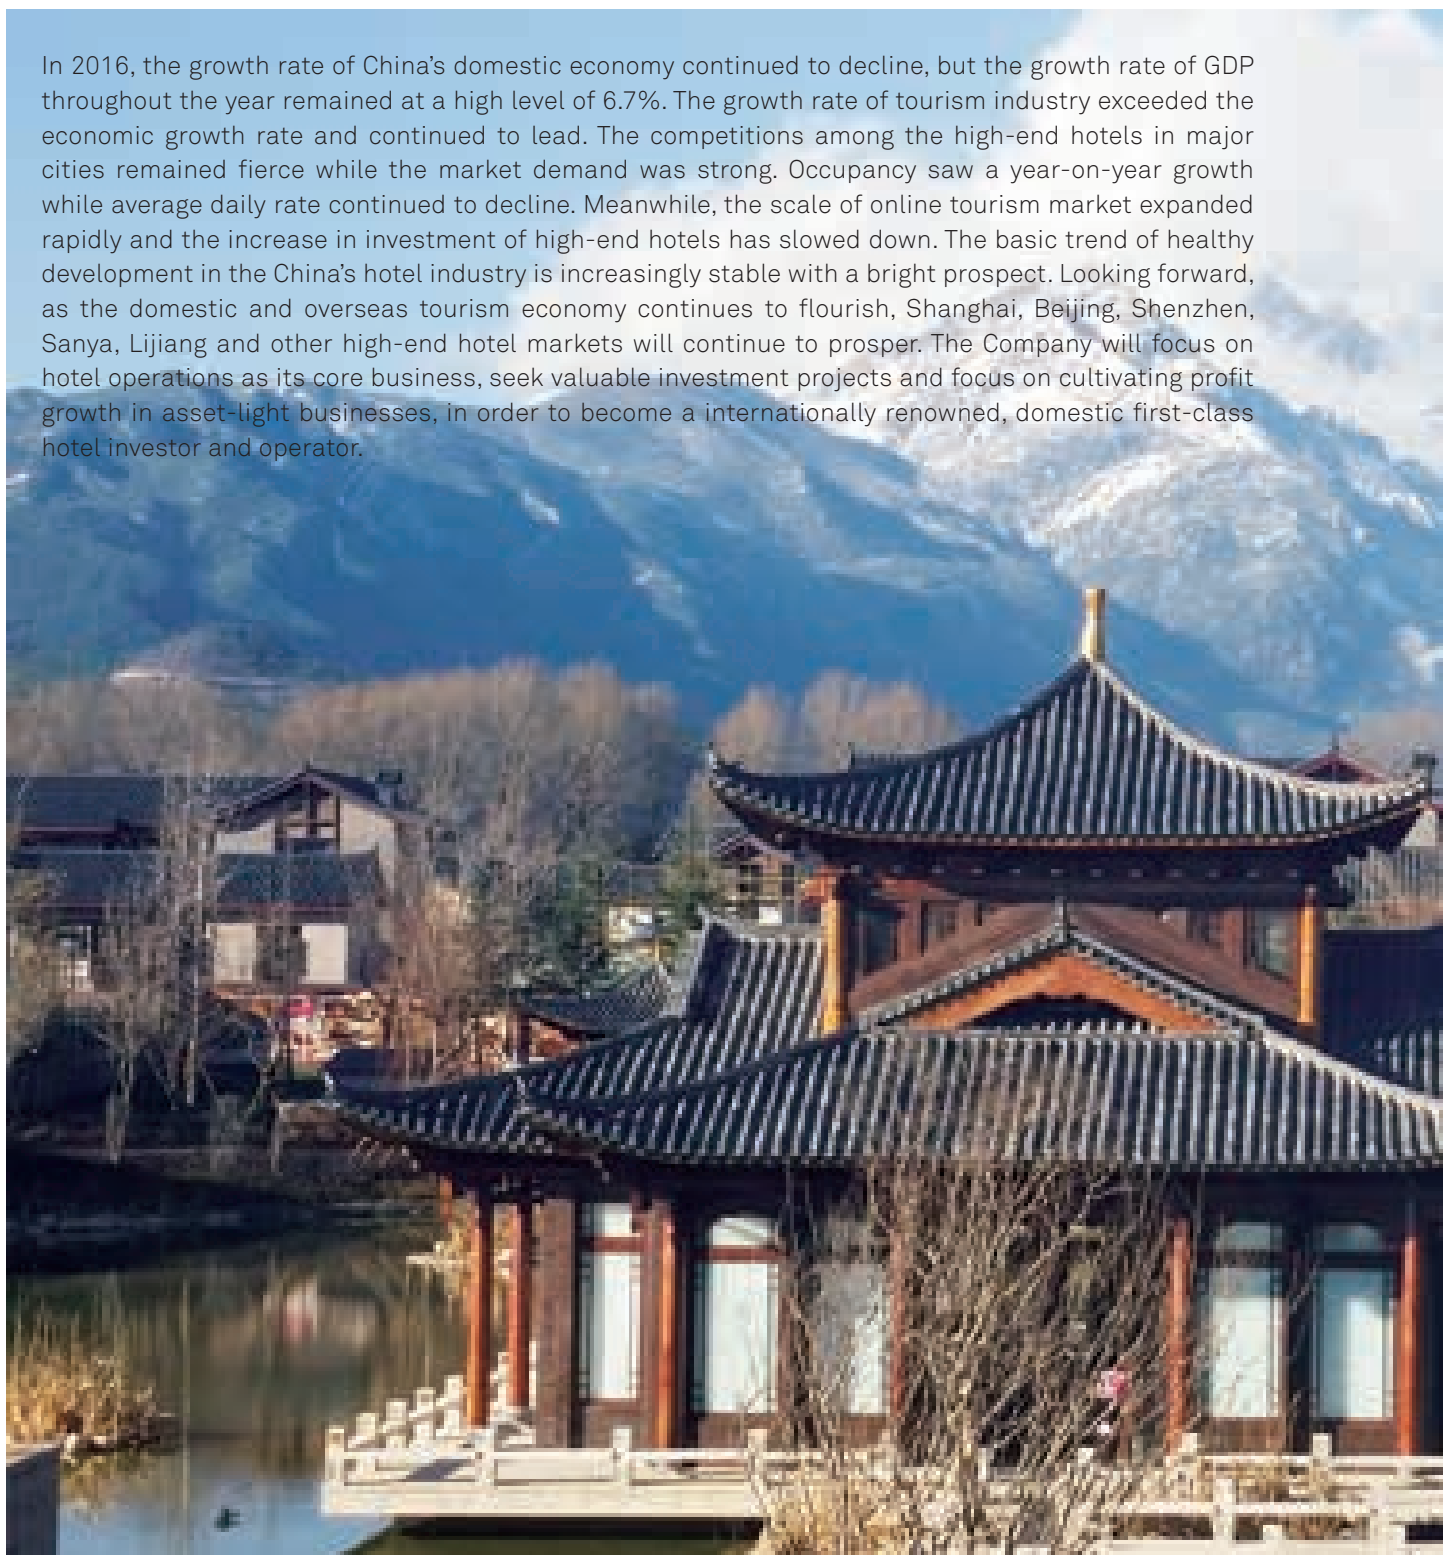 In 2016, the growth rate of China’s domestic economy continued to decline, but the growth rate of GDP
throughout the year remained at a high level of 6.7%. The growth rate of tourism industry exceeded the
economic growth rate and continued to lead. The competitions among the high-end hotels in major
cities remained fierce while the market demand was strong. Occupancy saw a year-on-year growth
while average daily rate continued to decline. Meanwhile, the scale of online tourism market expanded
rapidly and the increase in investment of high-end hotels has slowed down. The basic trend of healthy
development in the China’s hotel industry is increasingly stable with a bright prospect. Looking forward,
as the domestic and overseas tourism economy continues to flourish, Shanghai, Beijing, Shenzhen,
Sanya, Lijiang and other high-end hotel markets will continue to prosper. The Company will focus on
hotel operations as its core business, seek valuable investment projects and focus on cultivating profit
growth in asset-light businesses, in order to become a internationally renowned, domestic first-class
hotel investor and operator.